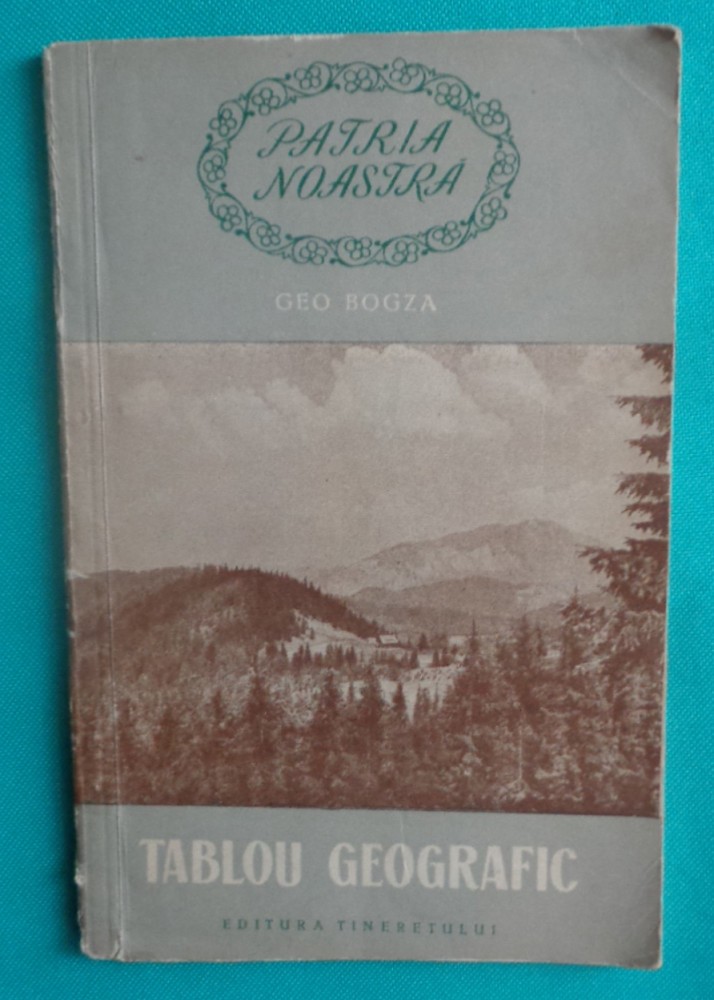 PATRIA
NOASTRĂ
GEO BOGZA
TABLOU GEOGRAFIC
EDITURA TINERETULUI